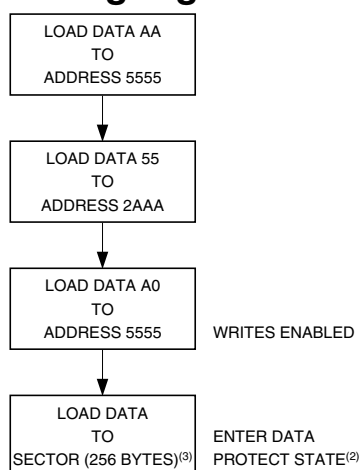 LOAD DATA AA
TO
ADDRESS 5555
LOAD DATA 55
TO
ADDRESS 2AAA
LOAD DATA A0
TO
ADDRESS 5555 WRITES ENABLED
LOAD DATA
TO ENTER DATA
SECTOR (256 BYTES)(3) PROTECT STATE(2)